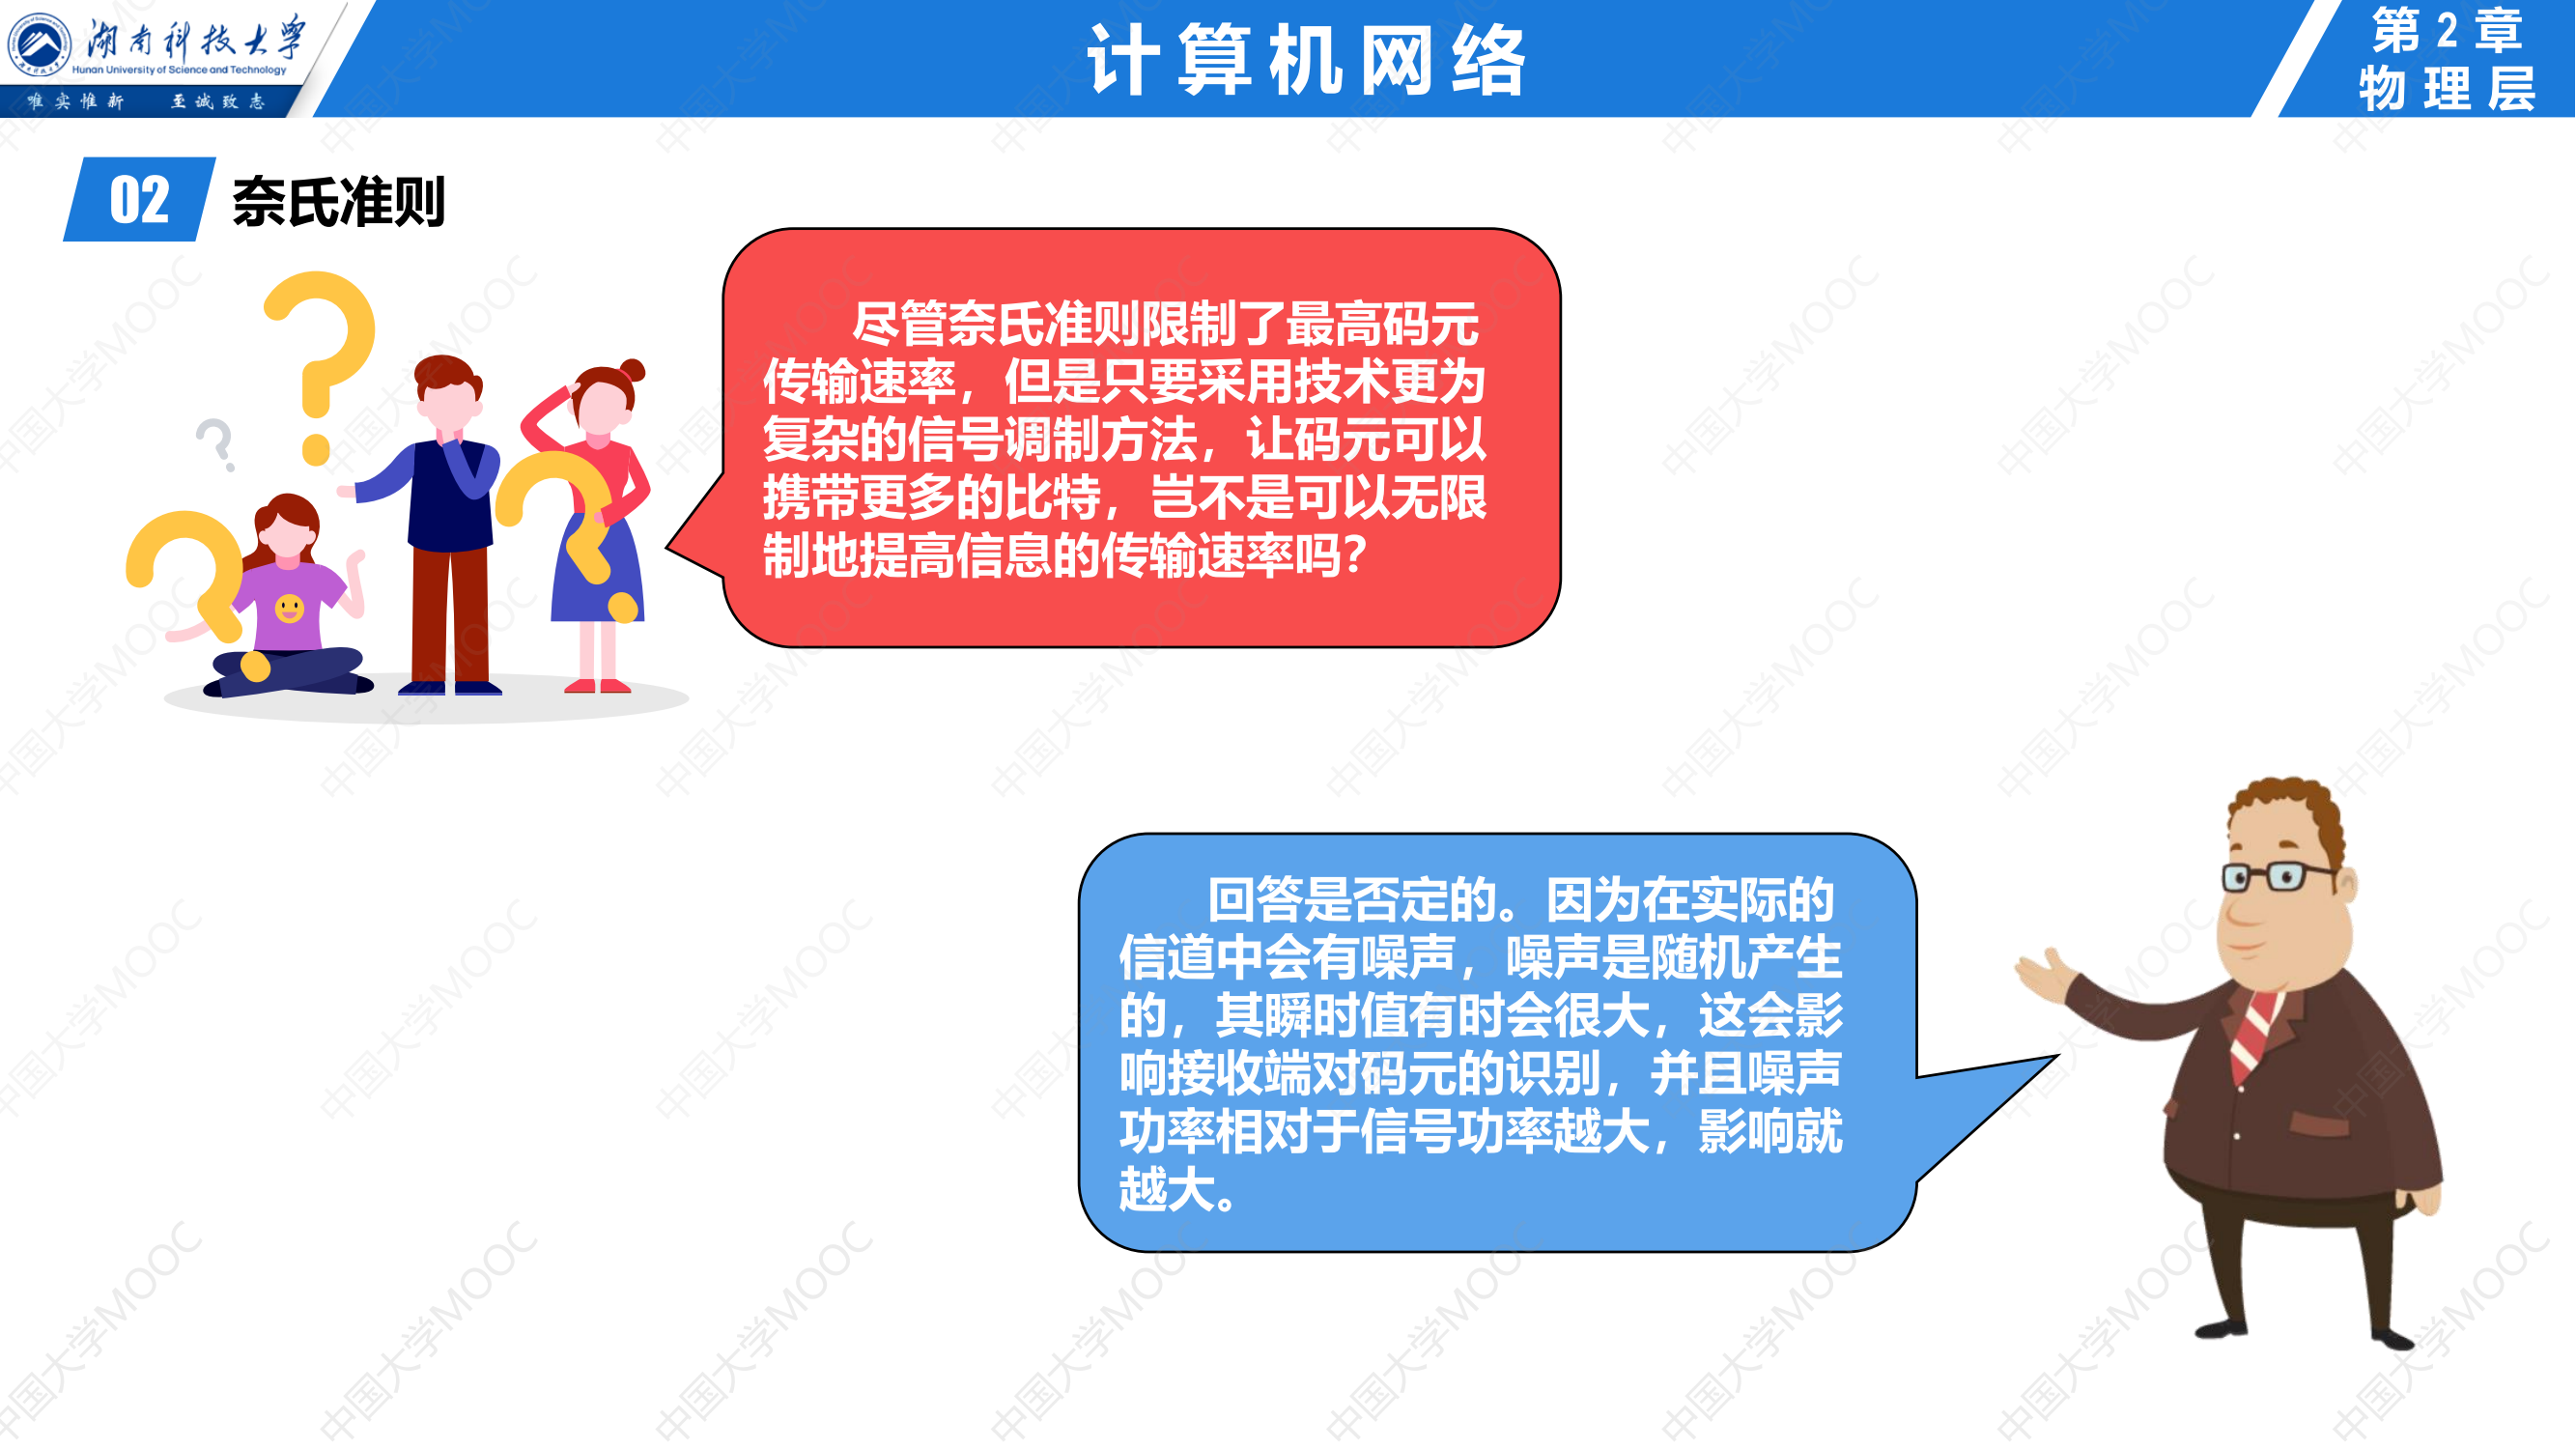 湖南科技大学
Hunan University of Science and Technology
唯实惟新 至诚致志
计算机网络
第2章
物理层
02 奈氏准则
尽管奈氏准则限制了最高码元
传输速率，但是只要采用技术更为
复杂的信号调制方法，让码元可以
携带更多的比特，岂不是可以无限
制地提高信息的传输速率吗？
回答是否定的。因为在实际的
信道中会有噪声，噪声是随机产生
的，其瞬时值有时会很大，这会影
响接收端对码元的识别，并且噪声
功率相对于信号功率越大，影响就
越大。
中国大学MOOC